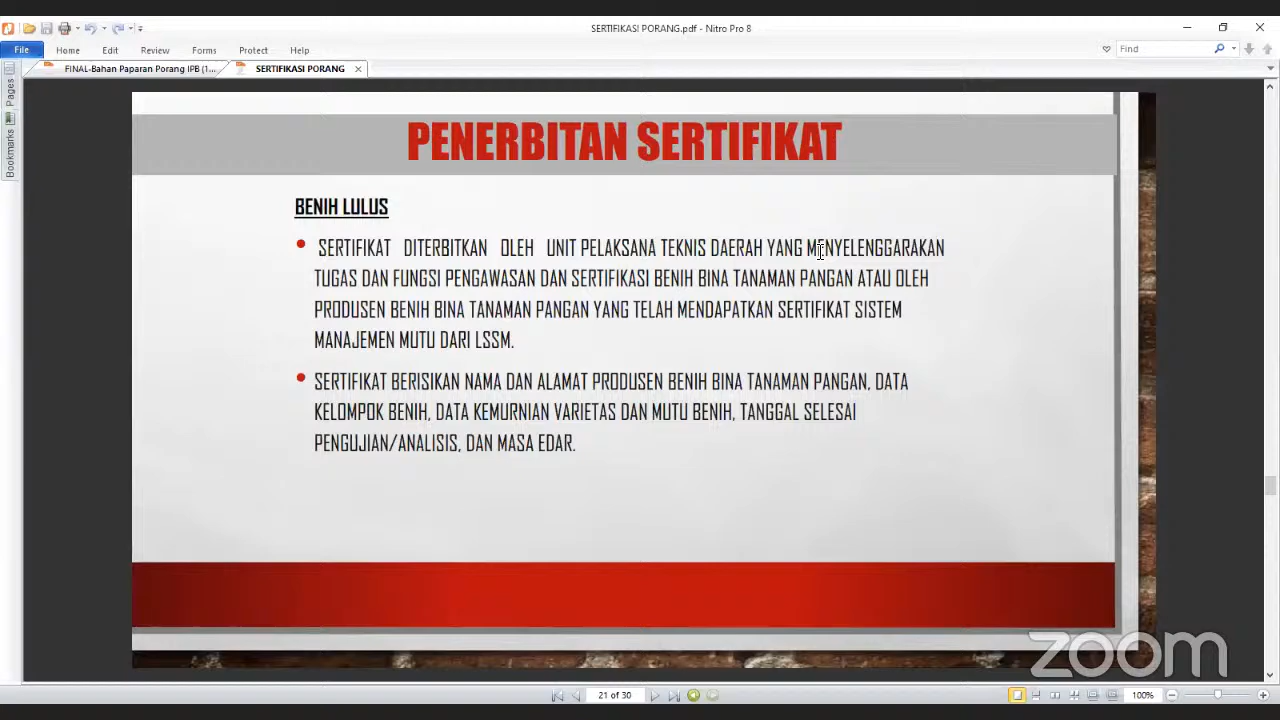 SERTIFIKASI PORANG.pdf - Nitro Pro 8
File Home Edit Review Forms Protect Help
Find
FINAL-Bahan Paparan Porang IPB (1...
SERTIFIKASI PORANG
Pages
Bookmarks
PENERBITAN SERTIFIKAT
BENIH LULUS
• SERTIFIKAT DITERBITKAN OLEH UNIT PELAKSANA TEKNIS DAERAH YANG MENYELENGGARAKAN
TUGAS DAN FUNGSI PENGAWASAN DAN SERTIFIKASI BENIH BINA TANAMAN PANGAN ATAU OLEH
PRODUSEN BENIH BINA TANAMAN PANGAN YANG TELAH MENDAPATKAN SERTIFIKAT SISTEM
MANAJEMEN MUTU DARI LSSM.
• SERTIFIKAT BERISIKAN NAMA DAN ALAMAT PRODUSEN BENIH BINA TANAMAN PANGAN, DATA
KELOMPOK BENIH, DATA KEMURNIAN VARIETAS DAN MUTU BENIH, TANGGAL SELESAI
PENGUJIAN/ANALISIS, DAN MASA EDAR.
zoom
21 of 30
100%